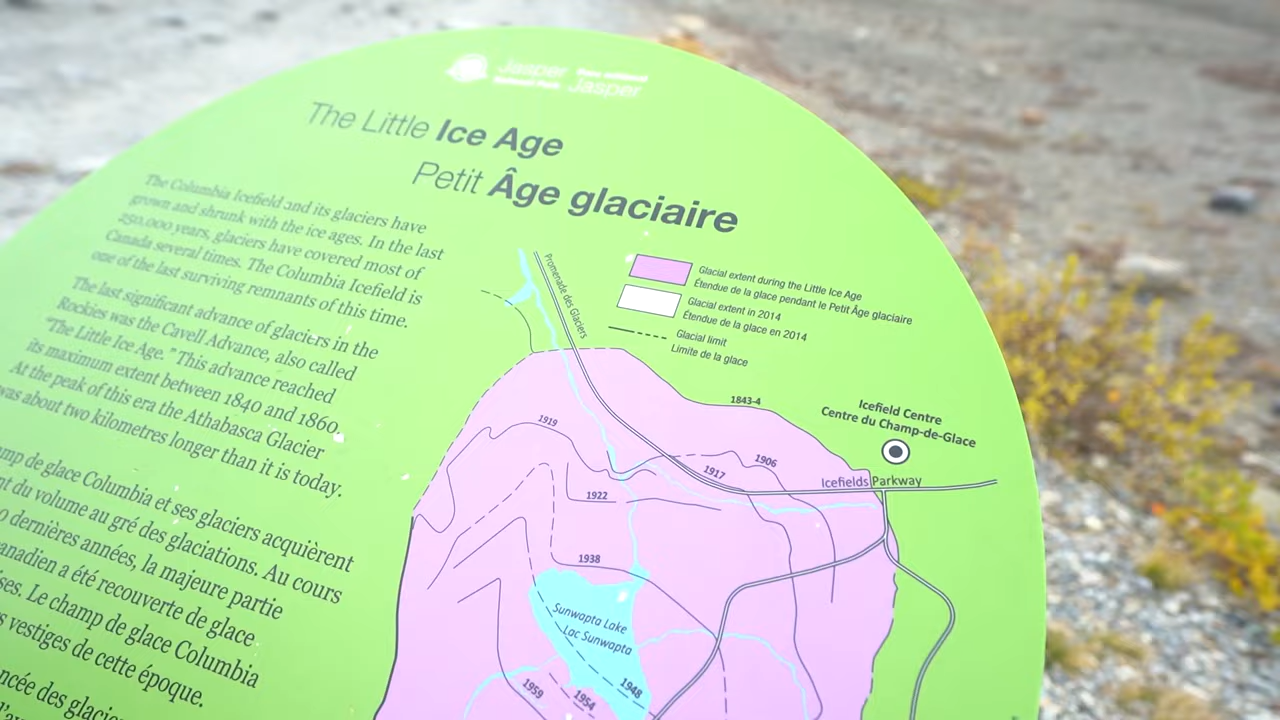 Jasper
National Park
Parc national
Jasper
The Little Ice Age
Petit Âge glaciaire
The Columbia Icefield and its glaciers have
grown and shrunk with the ice ages. In the last
250,000 years, glaciers have covered most of
Canada several times. The Columbia Icefield is
one of the last surviving remnants of this time.
The last significant advance of glaciers in the
Rockies was the Cavell Advance, also called
"The Little Ice Age." This advance reached
its maximum extent between 1840 and 1860.
At the peak of this era the Athabasca Glacier
was about two kilometres longer than it is today.
amp de glace Columbia et ses glaciers acquièrent
nt du volume au gré des glaciations. Au cours
0 dernières années, la majeure partie
anadien a été recouverte de glace
ses. Le champ de glace Columbia
s vestiges de cette époque.
ncée des glacier
Glacial extent during the Little Ice Age
Étendue de la glace pendant le Petit Âge glaciaire
Glacial extent in 2014
Étendue de la glace en 2014
Glacial limit
Limite de la glace
Promenade des Glaciers
1843-4
Icefield Centre
Centre du Champ-de-Glace
1919
1906
1917
Icefields Parkway
1922
1938
Sunwapta Lake
Lac Sunwapta
1948
1959
1954